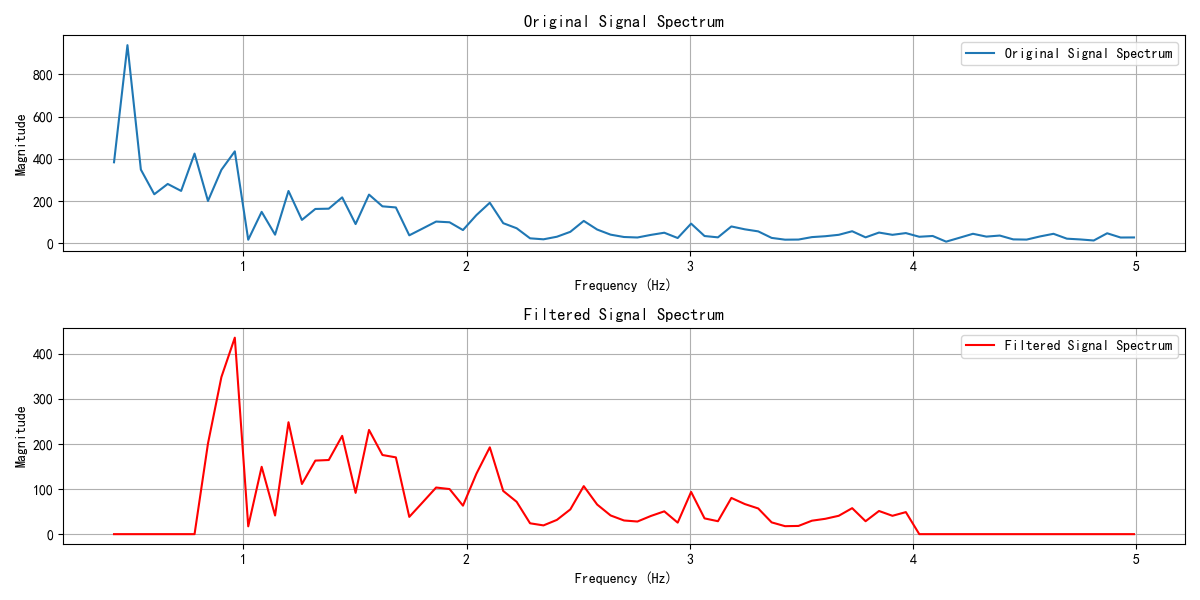 Original Signal Spectrum
Original Signal Spectrum
Magnitude
800
600
400
200
0
1 2 3 4 5
Frequency (Hz)
Filtered Signal Spectrum
Filtered Signal Spectrum
Magnitude
400
300
200
100
0
1 2 3 4 5
Frequency (Hz)